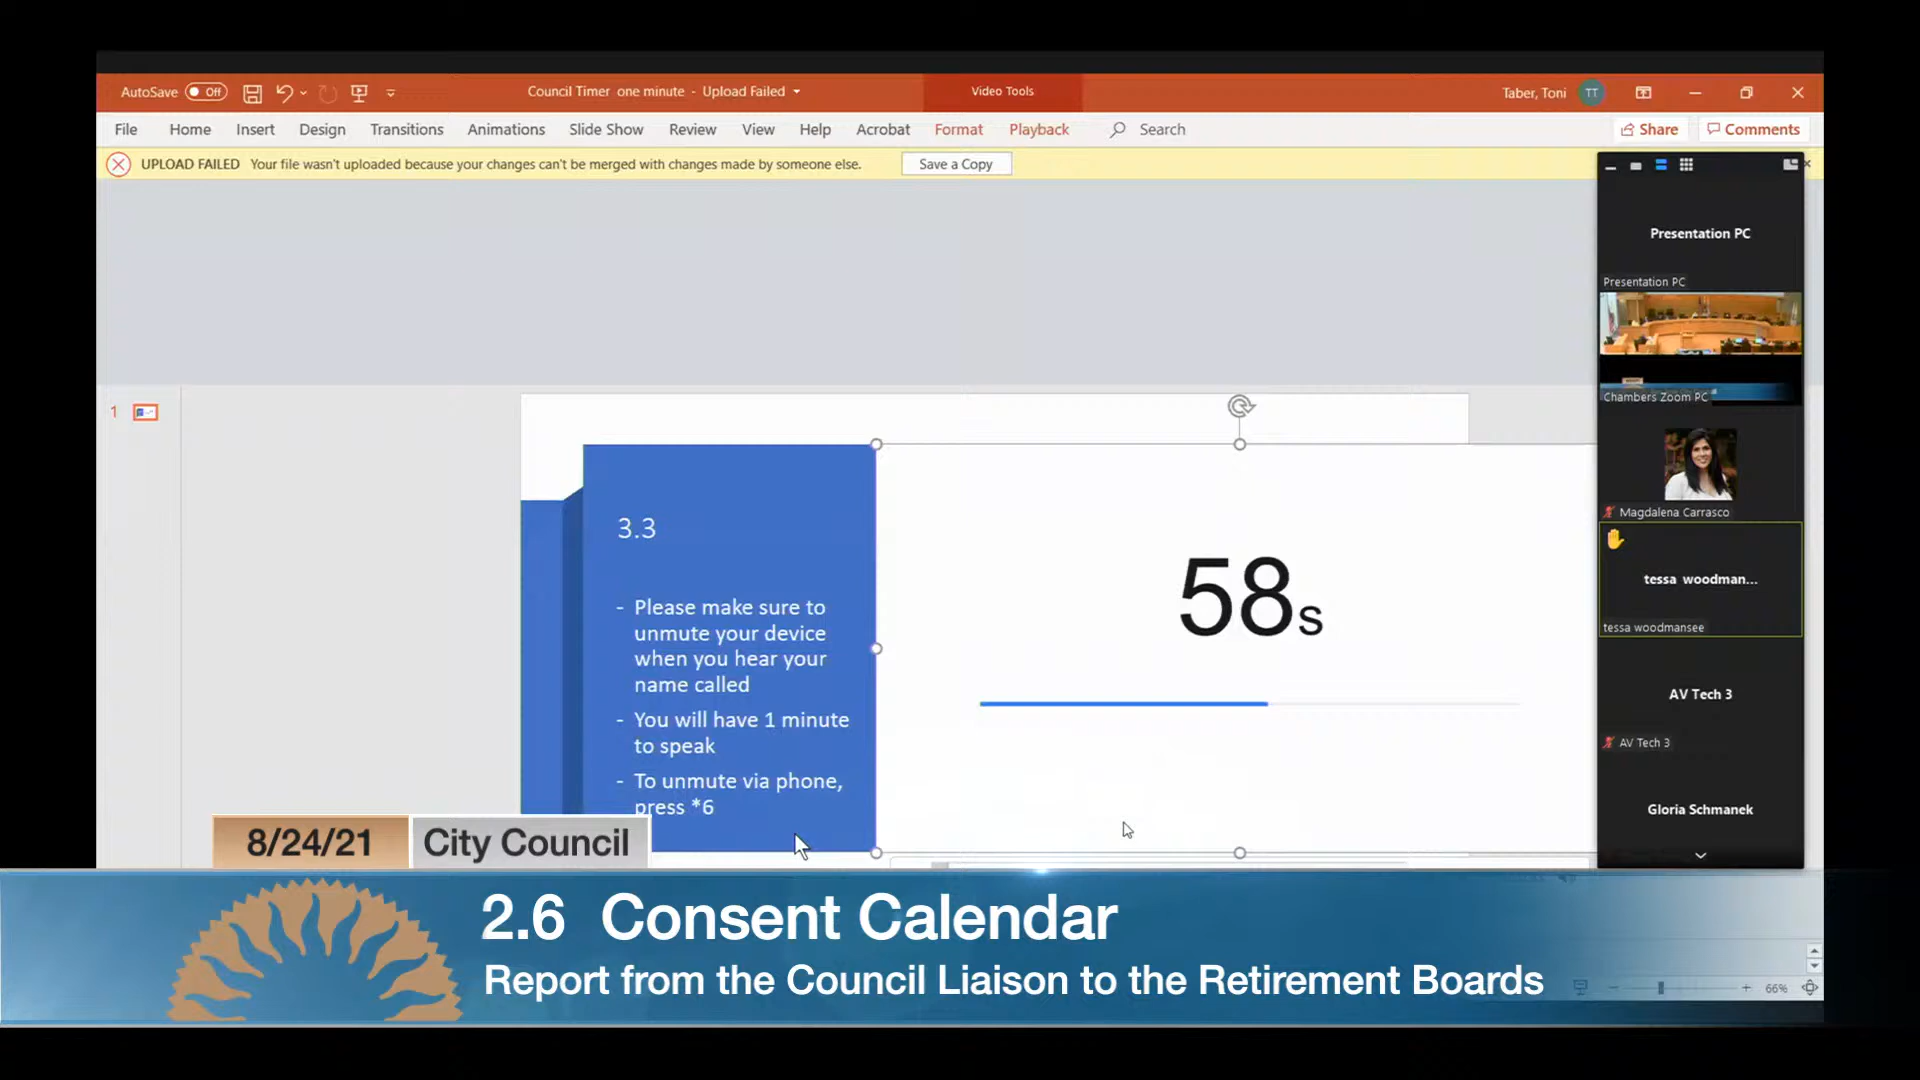 AutoSave Off
Council Timer one minute - Upload Failed
Video Tools
Taber, Toni TT
File Home Insert Design Transitions Animations Slide Show Review View Help Acrobat Format Playback Search
Share Comments
UPLOAD FAILED Your file wasn't uploaded because your changes can't be merged with changes made by someone else. Save a Copy
1
3.3
- Please make sure to
unmute your device
when you hear your
name called
- You will have 1 minute
to speak
- To unmute via phone,
press *6
58s
Presentation PC
Presentation PC
Chambers Zoom PC
Magdalena Carrasco
tessa woodman...
tessa woodmansee
AV Tech 3
AV Tech 3
Gloria Schmanek
8/24/21 City Council
2.6 Consent Calendar
Report from the Council Liaison to the Retirement Boards
66%